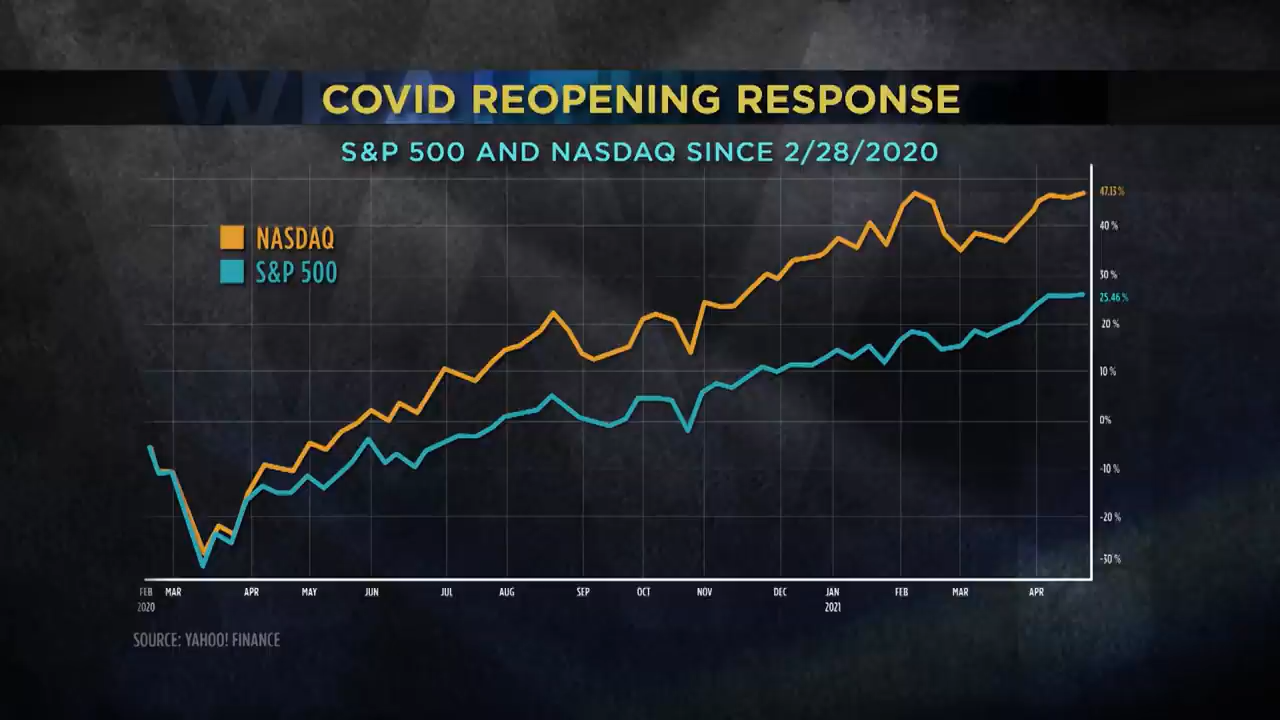 COVID REOPENING RESPONSE
S&P 500 AND NASDAQ SINCE 2/28/2020
NASDAQ
S&P 500
47.13%
40%
30%
25.46%
20%
10%
0%
-10%
-20%
-30%
FEB MAR APR MAY JUN JUL AUG SEP OCT NOV DEC JAN FEB MAR APR
2020 2021
SOURCE: YAHOO! FINANCE